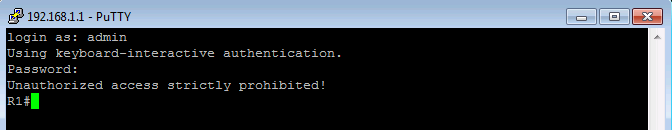 192.168.1.1 - PuTTY
login as: admin
Using keyboard-interactive authentication.
Password:
Unauthorized access strictly prohibited!
R1#